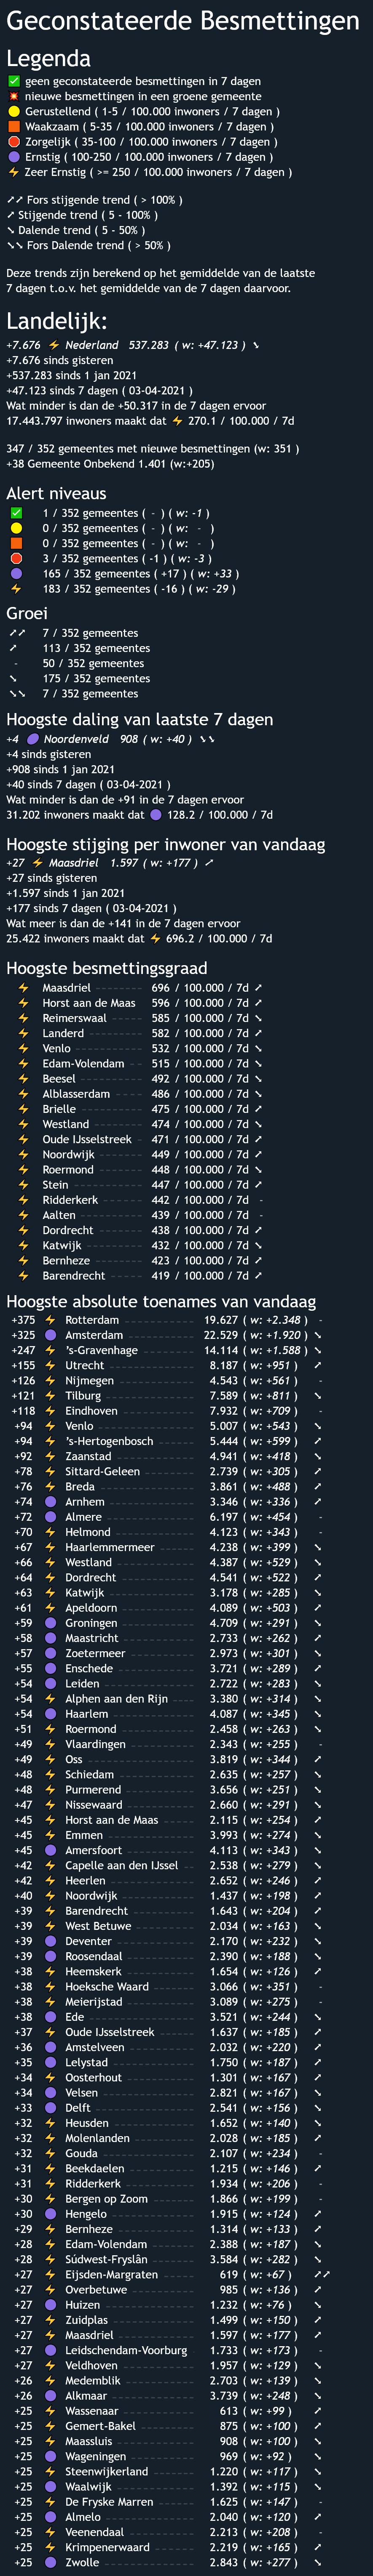 Geconstateerde Besmettingen
Legenda
geen geconstateerde besmettingen in 7 dagen
nieuwe besmettingen in een groene gemeente
Gerustellend ( 1-5 / 100.000 inwoners / 7 dagen )
Waakzaam ( 5-35 / 100.000 inwoners / 7 dagen )
Zorgelijk ( 35-100 / 100.000 inwoners / 7 dagen )
Ernstig ( 100-250 / 100.000 inwoners / 7 dagen )
Zeer Ernstig ( >= 250 / 100.000 inwoners / 7 dagen )
⤢⤢ Fors stijgende trend ( > 100% )
⤢ Stijgende trend ( 5 - 100% )
⤡ Dalende trend ( 5 - 50% )
⤡⤡ Fors Dalende trend ( > 50% )
Deze trends zijn berekend op het gemiddelde van de laatste
7 dagen t.o.v. het gemiddelde van de 7 dagen daarvoor.
Landelijk:
+7.676 Nederland 537.283 ( w: +47.123 )
+7.676 sinds gisteren
+537.283 sinds 1 jan 2021
+47.123 sinds 7 dagen ( 03-04-2021 )
Wat minder is dan de +50.317 in de 7 dagen ervoor
17.443.797 inwoners maakt dat 270.1 / 100.000 / 7d
347 / 352 gemeentes met nieuwe besmettingen (w: 351 )
+38 Gemeente Onbekend 1.401 (w:+205)
Alert niveaus
1 / 352 gemeentes ( - ) ( w: -1 )
0 / 352 gemeentes ( - ) ( w: - )
0 / 352 gemeentes ( - ) ( w: - )
3 / 352 gemeentes ( -1 ) ( w: -3 )
165 / 352 gemeentes ( +17 ) ( w: +33 )
183 / 352 gemeentes ( -16 ) ( w: -29 )
Groei
7 / 352 gemeentes
113 / 352 gemeentes
- 50 / 352 gemeentes
175 / 352 gemeentes
7 / 352 gemeentes
Hoogste daling van laatste 7 dagen
+4 Noordenveld 908 ( w: +40 )
+4 sinds gisteren
+908 sinds 1 jan 2021
+40 sinds 7 dagen ( 03-04-2021 )
Wat minder is dan de +91 in de 7 dagen ervoor
31.202 inwoners maakt dat 128.2 / 100.000 / 7d
Hoogste stijging per inwoner van vandaag
+27 Maasdriel 1.597 ( w: +177 )
+27 sinds gisteren
+1.597 sinds 1 jan 2021
+177 sinds 7 dagen ( 03-04-2021 )
Wat meer is dan de +141 in de 7 dagen ervoor
25.422 inwoners maakt dat 696.2 / 100.000 / 7d
Hoogste besmettingsgraad
Maasdriel 696 / 100.000 / 7d
Horst aan de Maas 596 / 100.000 / 7d
Reimerswaal 585 / 100.000 / 7d
Landerd 582 / 100.000 / 7d
Venlo 532 / 100.000 / 7d
Edam-Volendam 515 / 100.000 / 7d
Beesel 492 / 100.000 / 7d
Alblasserdam 486 / 100.000 / 7d
Brielle 475 / 100.000 / 7d
Westland 474 / 100.000 / 7d
Oude IJsselstreek 471 / 100.000 / 7d
Noordwijk 449 / 100.000 / 7d
Roermond 448 / 100.000 / 7d
Stein 447 / 100.000 / 7d
Ridderkerk 442 / 100.000 / 7d -
Aalten 439 / 100.000 / 7d -
Dordrecht 438 / 100.000 / 7d
Katwijk 432 / 100.000 / 7d
Bernheze 423 / 100.000 / 7d
Barendrecht 419 / 100.000 / 7d
Hoogste absolute toenames van vandaag
+375 Rotterdam 19.627 ( w: +2.348 ) -
+325 Amsterdam 22.529 ( w: +1.920 )
+247 's-Gravenhage 14.114 ( w: +1.588 )
+155 Utrecht 8.187 ( w: +951 )
+126 Nijmegen 4.543 ( w: +561 ) -
+121 Tilburg 7.589 ( w: +811 )
+118 Eindhoven 7.932 ( w: +709 ) -
+94 Venlo 5.007 ( w: +543 )
+94 's-Hertogenbosch 5.444 ( w: +599 )
+92 Zaanstad 4.941 ( w: +418 )
+78 Sittard-Geleen 2.739 ( w: +305 )
+76 Breda 3.861 ( w: +488 )
+74 Arnhem 3.346 ( w: +336 )
+72 Almere 6.197 ( w: +454 ) -
+70 Helmond 4.123 ( w: +343 ) -
+67 Haarlemmermeer 4.238 ( w: +399 )
+66 Westland 4.387 ( w: +529 )
+64 Dordrecht 4.541 ( w: +522 )
+63 Katwijk 3.178 ( w: +285 )
+61 Apeldoorn 4.089 ( w: +503 )
+59 Groningen 4.709 ( w: +291 )
+58 Maastricht 2.733 ( w: +262 )
+57 Zoetermeer 2.973 ( w: +301 )
+55 Enschede 3.721 ( w: +289 )
+54 Leiden 2.722 ( w: +283 )
+54 Alphen aan den Rijn 3.380 ( w: +314 )
+54 Haarlem 4.087 ( w: +345 )
+51 Roermond 2.458 ( w: +263 )
+49 Vlaardingen 2.343 ( w: +255 ) -
+49 Oss 3.819 ( w: +344 )
+48 Schiedam 2.635 ( w: +257 )
+48 Purmerend 3.656 ( w: +251 )
+47 Nissewaard 2.660 ( w: +291 )
+45 Horst aan de Maas 2.115 ( w: +254 )
+45 Emmen 3.993 ( w: +274 )
+45 Amersfoort 4.113 ( w: +343 )
+42 Capelle aan den IJssel 2.538 ( w: +279 )
+42 Heerlen 2.652 ( w: +246 )
+40 Noordwijk 1.437 ( w: +198 )
+39 Barendrecht 1.643 ( w: +204 )
+39 West Betuwe 2.034 ( w: +163 )
+39 Deventer 2.170 ( w: +232 )
+39 Roosendaal 2.390 ( w: +188 )
+38 Heemskerk 1.654 ( w: +126 )
+38 Hoeksche Waard 3.066 ( w: +351 ) -
+38 Meierijstad 3.089 ( w: +275 ) -
+38 Ede 3.521 ( w: +244 )
+37 Oude IJsselstreek 1.637 ( w: +185 )
+36 Amstelveen 2.032 ( w: +220 )
+35 Lelystad 1.750 ( w: +187 )
+34 Oosterhout 1.301 ( w: +167 )
+34 Velsen 2.821 ( w: +167 )
+33 Delft 2.541 ( w: +156 )
+32 Heusden 1.652 ( w: +140 )
+32 Molenlanden 2.028 ( w: +185 )
+32 Gouda 2.107 ( w: +234 ) -
+31 Beekdaelen 1.215 ( w: +146 )
+31 Ridderkerk 1.934 ( w: +206 ) -
+30 Bergen op Zoom 1.866 ( w: +199 ) -
+30 Hengelo 1.915 ( w: +124 )
+29 Bernheze 1.314 ( w: +133 )
+28 Edam-Volendam 2.388 ( w: +187 )
+28 Súdwest-Fryslân 3.584 ( w: +282 )
+27 Eijsden-Margraten 619 ( w: +67 )
+27 Overbetuwe 985 ( w: +136 )
+27 Huizen 1.232 ( w: +76 )
+27 Zuidplas 1.499 ( w: +150 )
+27 Maasdriel 1.597 ( w: +177 )
+27 Leidschendam-Voorburg 1.733 ( w: +173 ) -
+27 Veldhoven 1.957 ( w: +129 )
+26 Medemblik 2.703 ( w: +139 )
+26 Alkmaar 3.739 ( w: +248 )
+25 Wassenaar 613 ( w: +99 )
+25 Gemert-Bakel 875 ( w: +100 )
+25 Maassluis 908 ( w: +100 )
+25 Wageningen 969 ( w: +92 )
+25 Steenwijkerland 1.220 ( w: +117 )
+25 Waalwijk 1.392 ( w: +115 )
+25 De Fryske Marren 1.625 ( w: +147 ) -
+25 Almelo 2.040 ( w: +120 )
+25 Veenendaal 2.213 ( w: +208 ) -
+25 Krimpenerwaard 2.219 ( w: +165 )
+25 Zwolle 2.843 ( w: +277 )